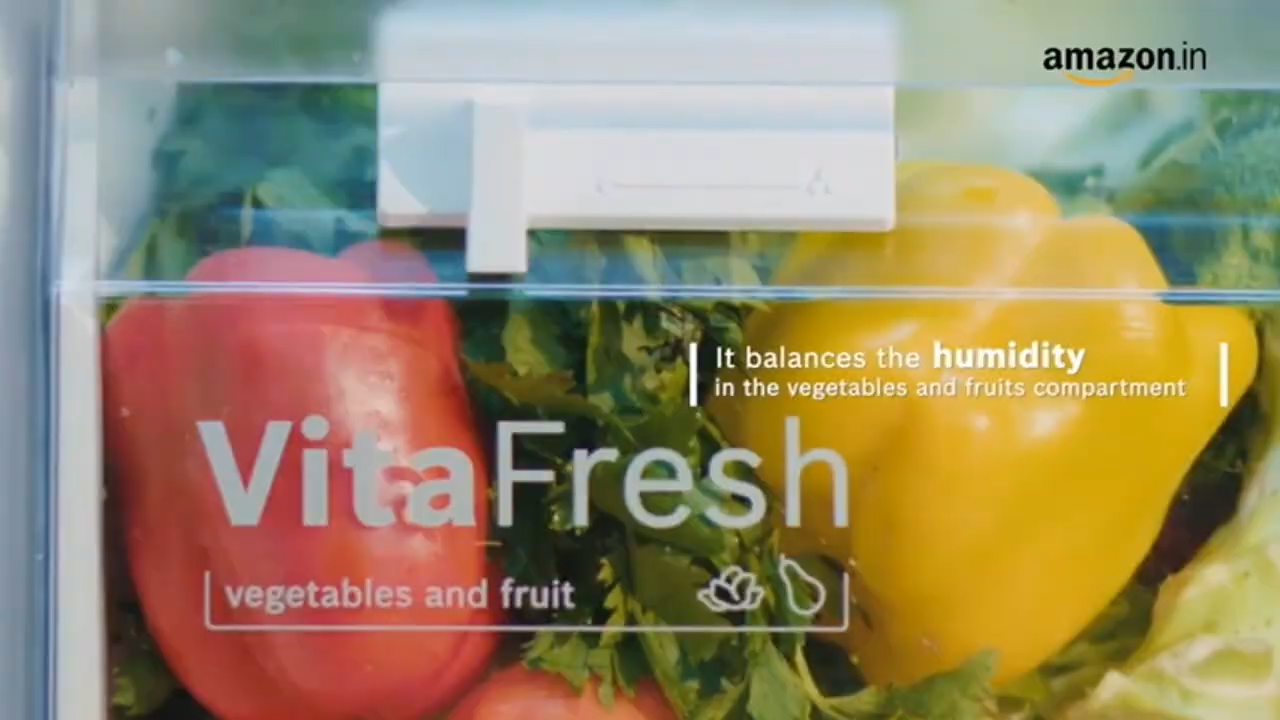 amazon.in
It balances the humidity
in the vegetables and fruits compartment
VitaFresh
vegetables and fruit